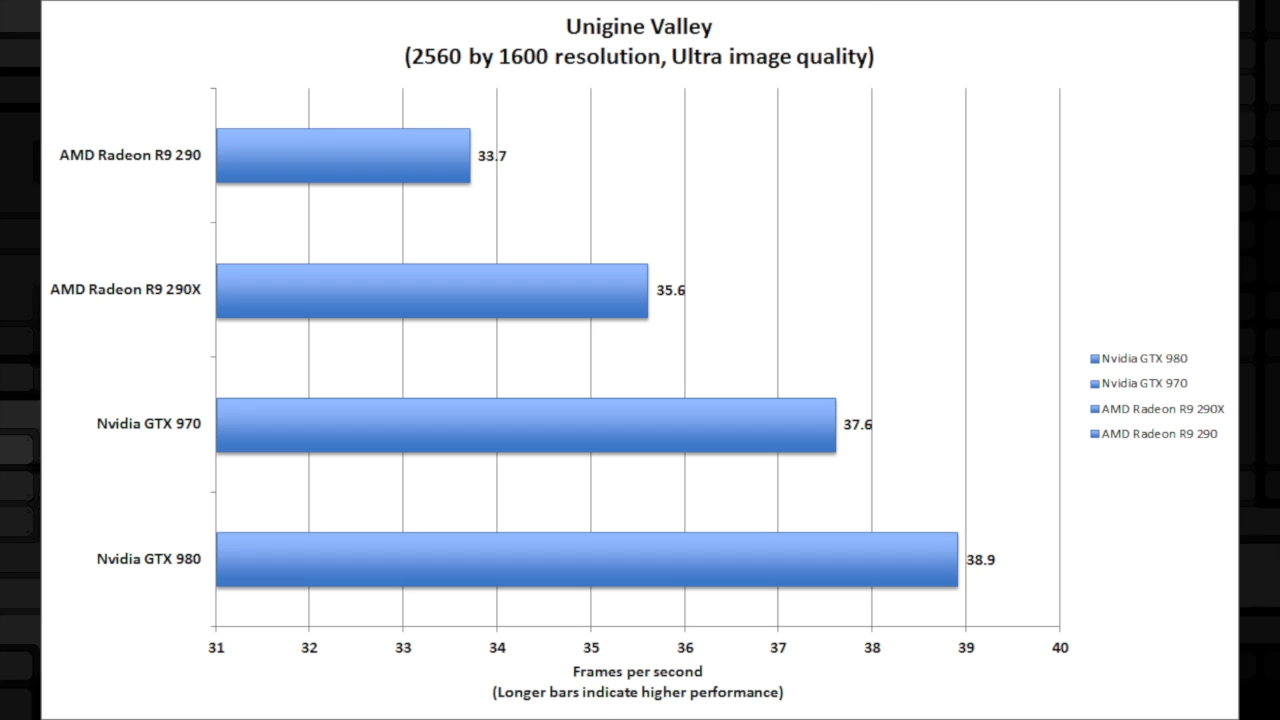 Unigine Valley
(2560 by 1600 resolution, Ultra image quality)
AMD Radeon R9 290
33.7
AMD Radeon R9 290X
35.6
Nvidia GTX 970
37.6
Nvidia GTX 980
38.9
31 32 33 34 35 36 37 38 39 40
Frames per second
(Longer bars indicate higher performance)
Nvidia GTX 980
Nvidia GTX 970
AMD Radeon R9 290X
AMD Radeon R9 290